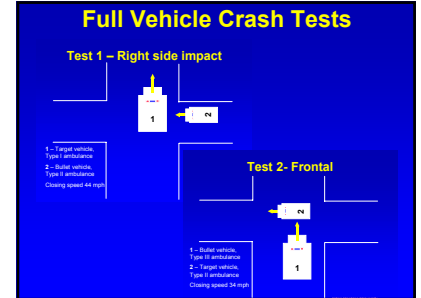 Full Vehicle Crash Tests
Test 1 – Right side impact
1
2
1 – Target vehicle,
Type I ambulance
2 – Bullet vehicle,
Type II ambulance
Closing speed 44 mph
Test 2- Frontal
2
1
1 – Bullet vehicle,
Type III ambulance
2 – Target vehicle,
Type II ambulance
Closing speed 34 mph